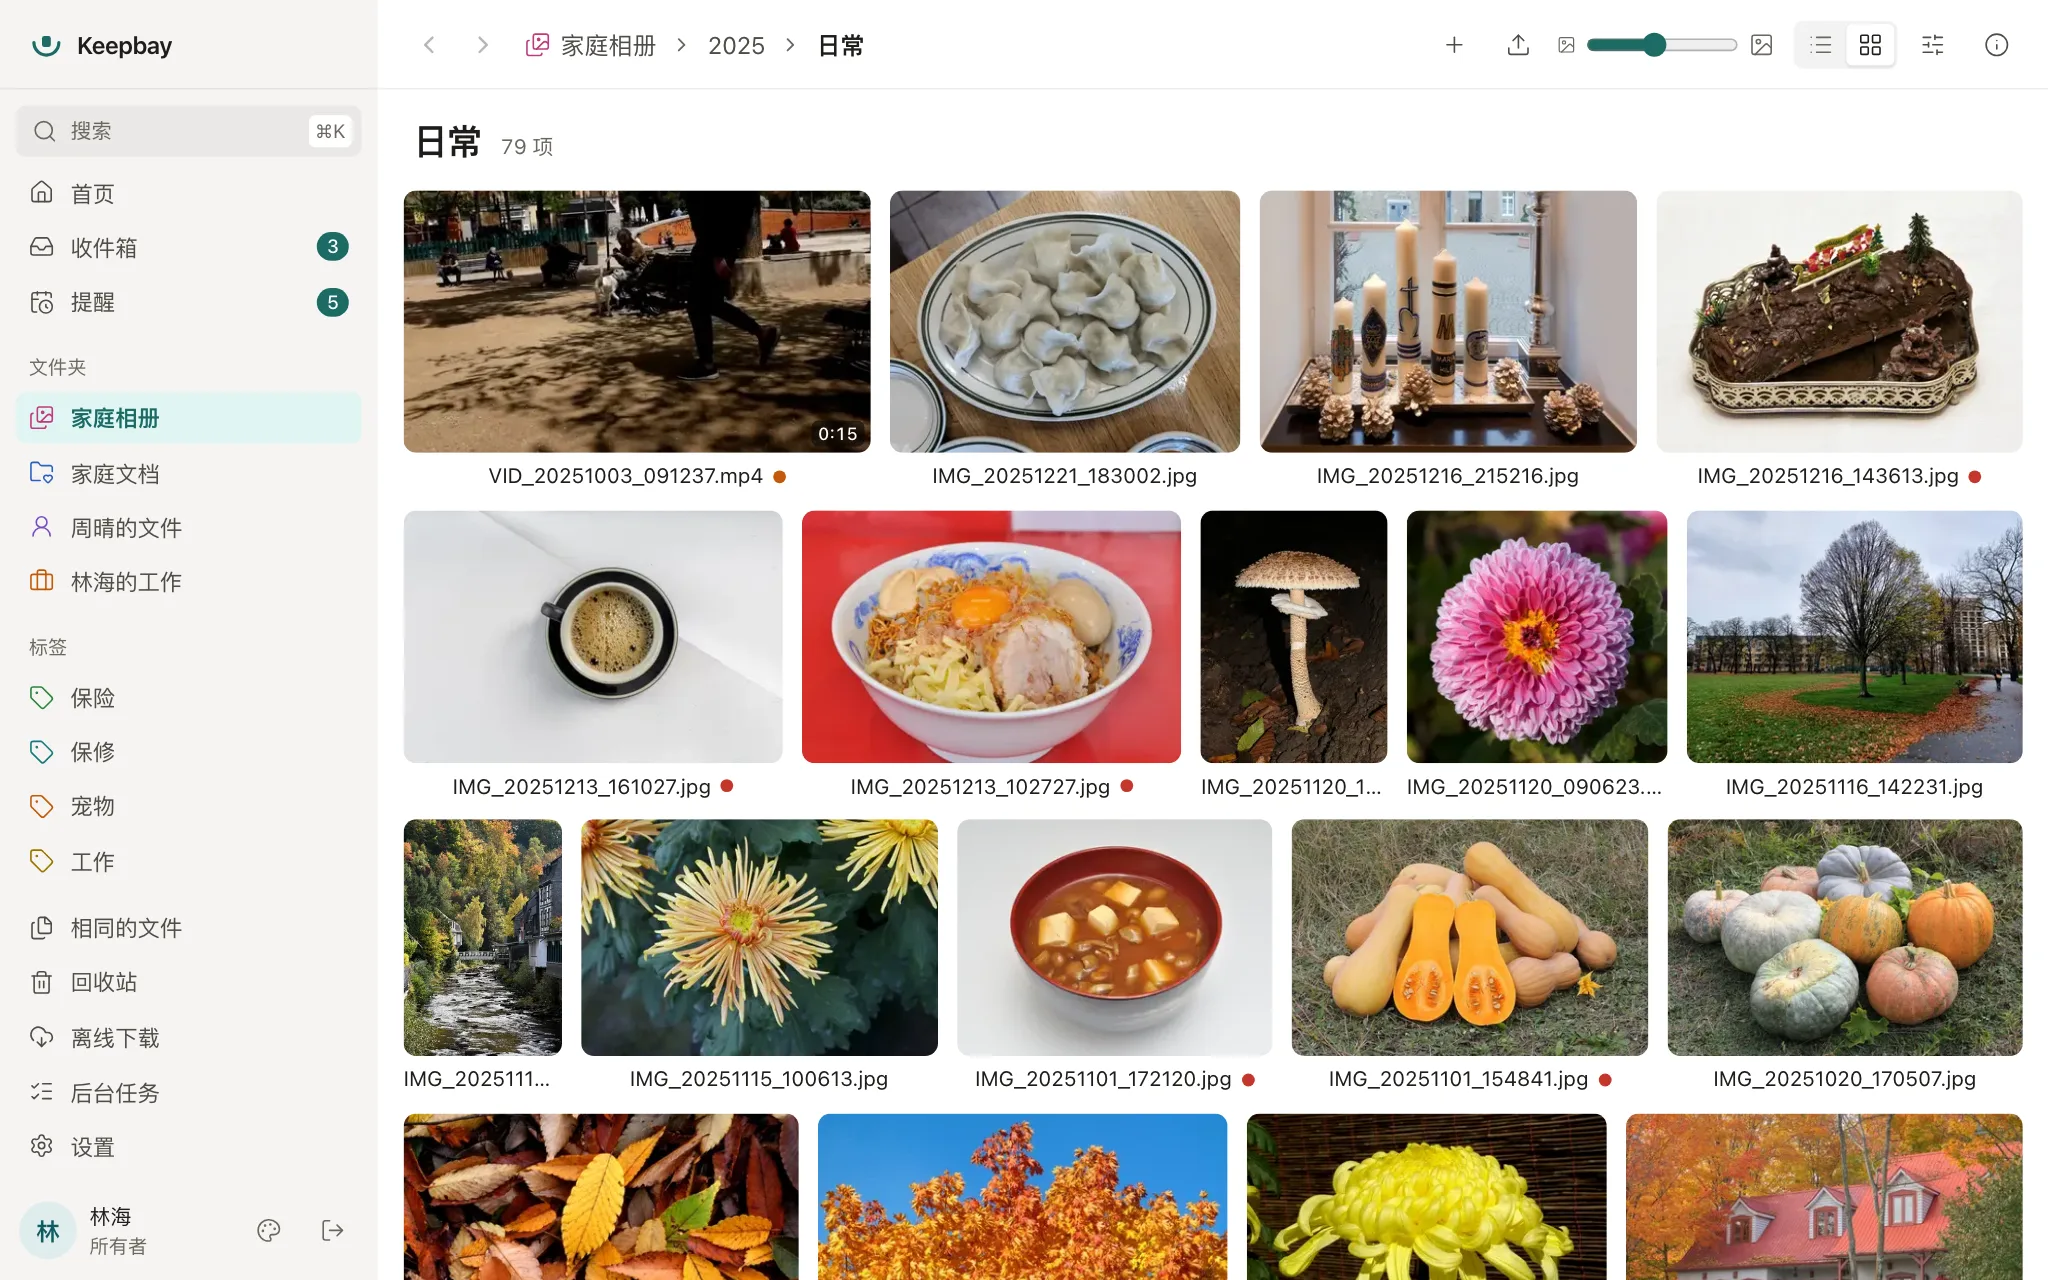 Keepbay
搜索
⌘K
首页
收件箱
3
提醒
5
文件夹
家庭相册
家庭文档
周晴的文件
林海的工作
标签
保险
保修
宠物
工作
相同的文件
回收站
离线下载
后台任务
设置
林
林海
所有者
家庭相册
2025
日常
日常 79 项
0:15
VID_20251003_091237.mp4
IMG_20251221_183002.jpg
IMG_20251216_215216.jpg
IMG_20251216_143613.jpg
IMG_20251213_161027.jpg
IMG_20251213_102727.jpg
IMG_20251120_1...
IMG_20251120_090623....
IMG_20251116_142231.jpg
IMG_2025111...
IMG_20251115_100613.jpg
IMG_20251101_172120.jpg
IMG_20251101_154841.jpg
IMG_20251020_170507.jpg